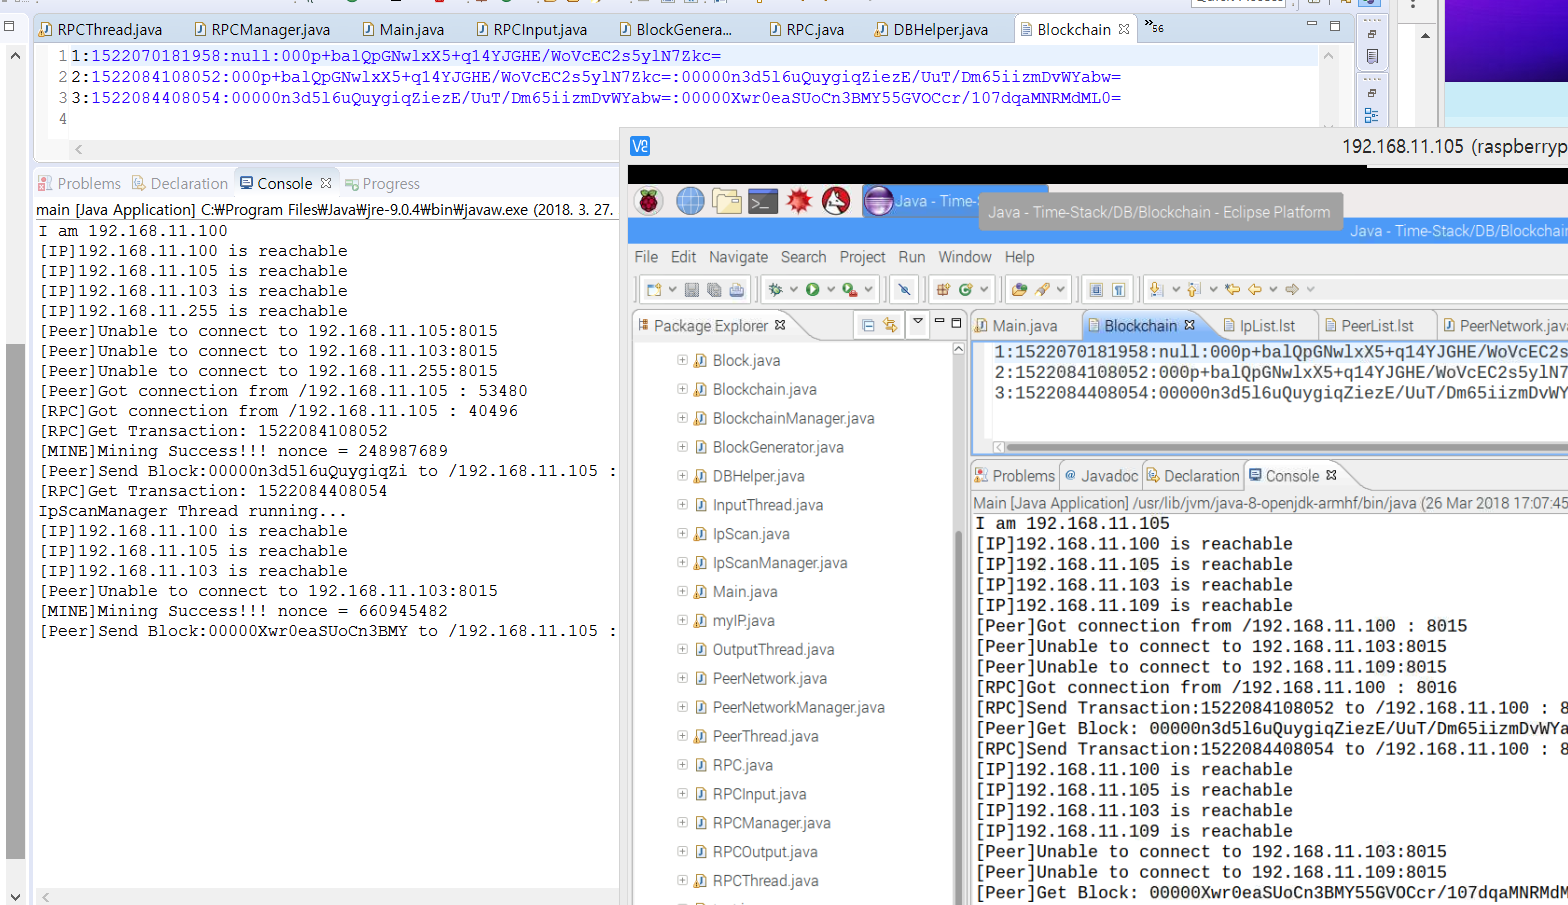 RPCThread.java RPCManager.java Main.java RPCInput.java BlockGenera... RPC.java DBHelper.java Blockchain »56
1 1:1522070181958:null:000p+balQpGNwlxX5+q14YJGHE/WoVcEC2s5ylN7Zkc=
2 2:1522084108052:000p+balQpGNwlxX5+q14YJGHE/WoVcEC2s5ylN7Zkc=:00000n3d5l6uQuygiqZiezE/UuT/Dm65iizmDvWYabw=
3 3:1522084408054:00000n3d5l6uQuygiqZiezE/UuT/Dm65iizmDvWYabw=:00000Xwr0eaSUoCn3BMY55GVOCcr/107dqaMNRMdML0=
4
Problems Declaration Console Progress
main [Java Application] C:₩Program Files₩Java₩jre-9.0.4₩bin₩javaw.exe (2018. 3. 27.
I am 192.168.11.100
[IP]192.168.11.100 is reachable
[IP]192.168.11.105 is reachable
[IP]192.168.11.103 is reachable
[IP]192.168.11.255 is reachable
[Peer]Unable to connect to 192.168.11.105:8015
[Peer]Unable to connect to 192.168.11.103:8015
[Peer]Unable to connect to 192.168.11.255:8015
[Peer]Got connection from /192.168.11.105 : 53480
[RPC]Got connection from /192.168.11.105 : 40496
[RPC]Get Transaction: 1522084108052
[MINE]Mining Success!!! nonce = 248987689
[Peer]Send Block:00000n3d5l6uQuygiqZi to /192.168.11.105 :
[RPC]Get Transaction: 1522084408054
IpScanManager Thread running...
[IP]192.168.11.100 is reachable
[IP]192.168.11.105 is reachable
[IP]192.168.11.103 is reachable
[Peer]Unable to connect to 192.168.11.103:8015
[MINE]Mining Success!!! nonce = 660945482
[Peer]Send Block:00000Xwr0eaSUoCn3BMY to /192.168.11.105 :
192.168.11.105 (raspberryp
Java - Time-S
Java - Time-Stack/DB/Blockchain - Eclipse Platform
Java - Time-Stack/DB/Blockchain
File Edit Navigate Search Project Run Window Help
Package Explorer
Block.java
Blockchain.java
BlockchainManager.java
BlockGenerator.java
DBHelper.java
InputThread.java
IpScan.java
IpScanManager.java
Main.java
myIP.java
OutputThread.java
PeerNetwork.java
PeerNetworkManager.java
PeerThread.java
RPC.java
RPCInput.java
RPCManager.java
RPCOutput.java
RPCThread.java
Main.java Blockchain IpList.lst PeerList.lst PeerNetwork.java
1:1522070181958:null:000p+balQpGNwlxX5+q14YJGHE/WoVcEC2s
2:1522084108052:000p+balQpGNwlxX5+q14YJGHE/WoVcEC2s5ylN7
3:1522084408054:00000n3d5l6uQuygiqZiezE/UuT/Dm65iizmDvWY
Problems Javadoc Declaration Console
Main [Java Application] /usr/lib/jvm/java-8-openjdk-armhf/bin/java (26 Mar 2018 17:07:45
I am 192.168.11.105
[IP]192.168.11.100 is reachable
[IP]192.168.11.105 is reachable
[IP]192.168.11.103 is reachable
[IP]192.168.11.109 is reachable
[Peer]Got connection from /192.168.11.100 : 8015
[Peer]Unable to connect to 192.168.11.103:8015
[Peer]Unable to connect to 192.168.11.109:8015
[RPC]Got connection from /192.168.11.100 : 8016
[RPC]Send Transaction:1522084108052 to /192.168.11.100 : 8
[Peer]Get Block: 00000n3d5l6uQuygiqZiezE/UuT/Dm65iizmDvWYa
[RPC]Send Transaction:1522084408054 to /192.168.11.100 : 8
[IP]192.168.11.100 is reachable
[IP]192.168.11.105 is reachable
[IP]192.168.11.103 is reachable
[IP]192.168.11.109 is reachable
[Peer]Unable to connect to 192.168.11.103:8015
[Peer]Unable to connect to 192.168.11.109:8015
[Peer]Get Block: 00000Xwr0eaSUoCn3BMY55GVOCcr/107dqaMNRMdM